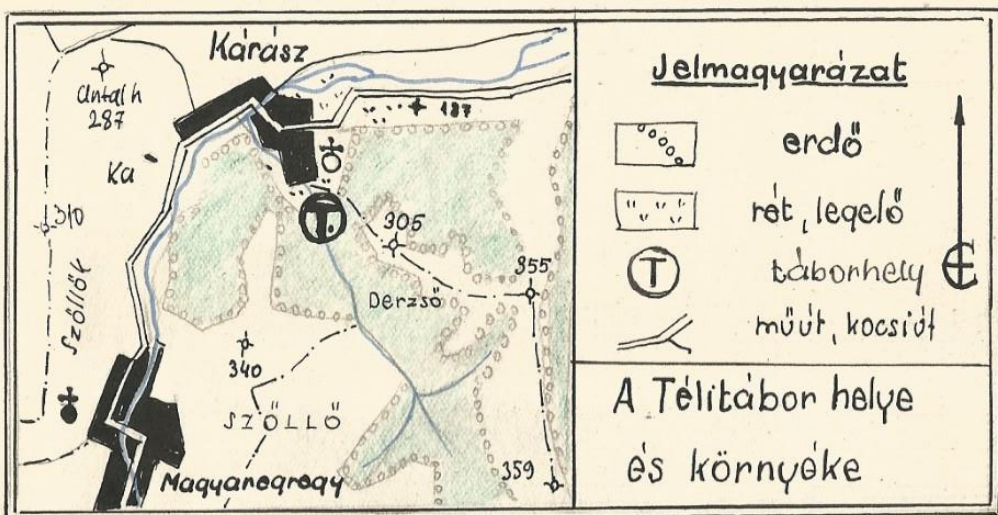 Kárász
Antal h
287
Ka
310
Szőllők
187
T
305
355
Derzső
340
SZŐLLŐ
359
Magyaregregy
Jelmagyarázat
erdő
rét, legelő
T
táborhely
műút, kocsiút
A Télitábor helye
és környéke